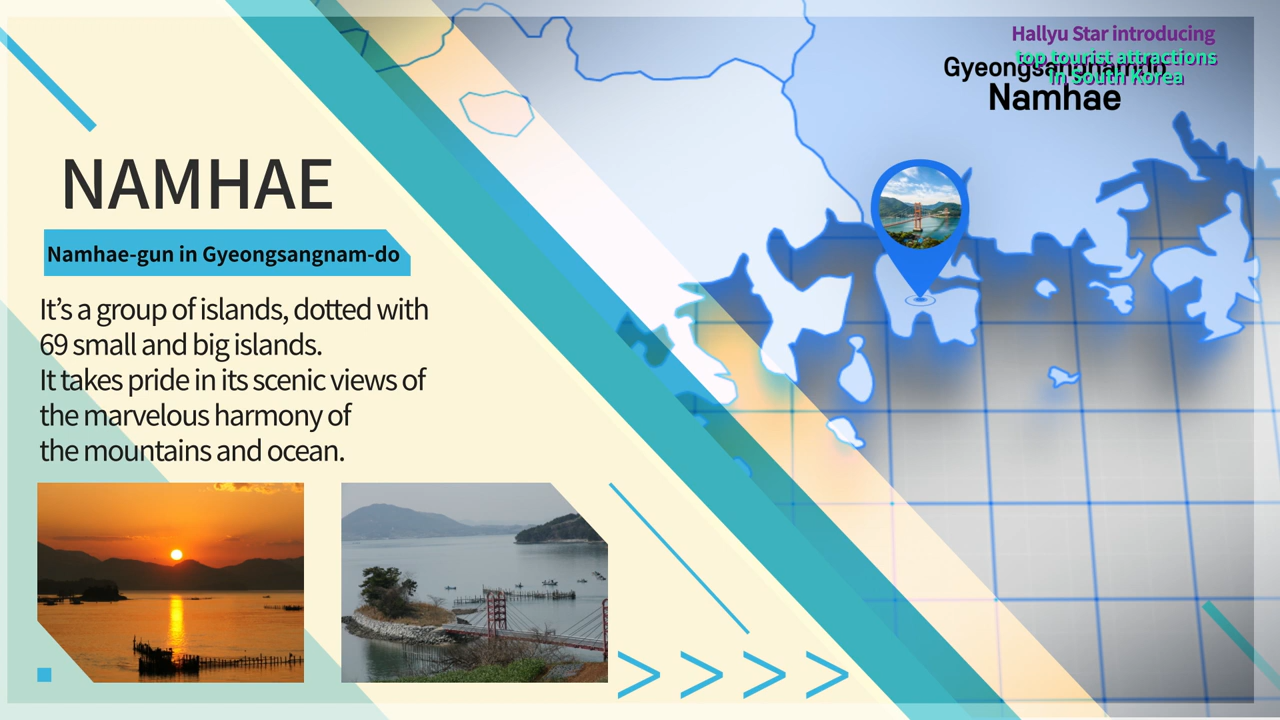 Hallyu Star introducing
top tourist attractions
in South Korea
Gyeongsangnamdo
Namhae
NAMHAE
Namhae-gun in Gyeongsangnam-do
It’s a group of islands, dotted with
69 small and big islands.
It takes pride in its scenic views of
the marvelous harmony of
the mountains and ocean.